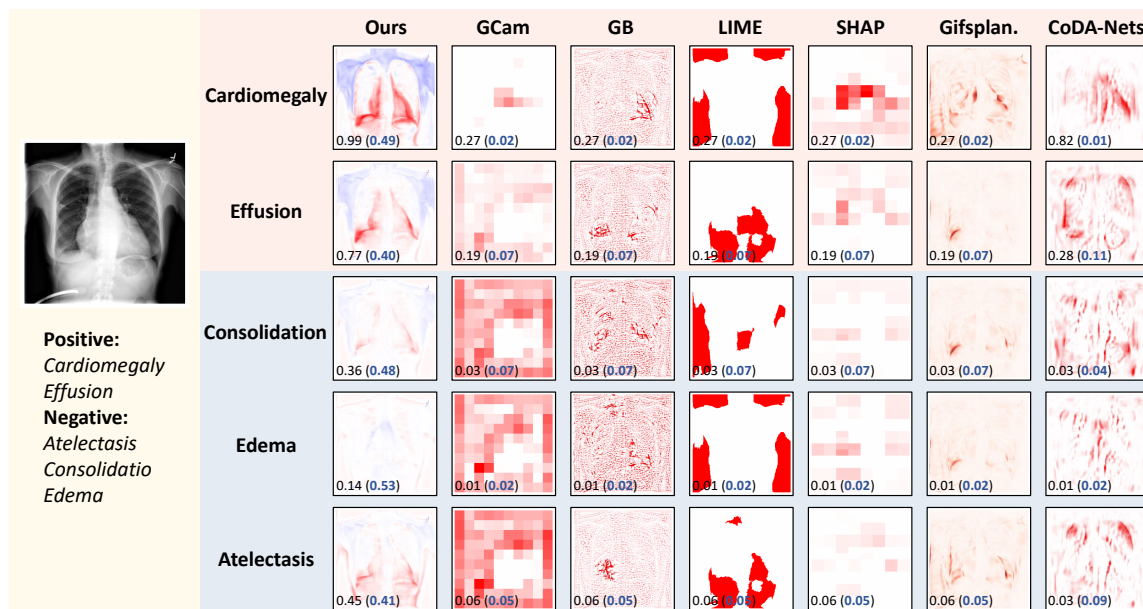 Ours GCam GB LIME SHAP Gifsplan. CoDA-Nets
Cardiomegaly
0.99 (0.49) 0.27 (0.02) 0.27 (0.02) 0.27 (0.02) 0.27 (0.02) 0.27 (0.02) 0.82 (0.01)
Effusion
0.77 (0.40) 0.19 (0.07) 0.19 (0.07) 0.19 (0.07) 0.19 (0.07) 0.19 (0.07) 0.28 (0.11)
Consolidation
0.36 (0.48) 0.03 (0.07) 0.03 (0.07) 0.03 (0.07) 0.03 (0.07) 0.03 (0.07) 0.03 (0.04)
Edema
0.14 (0.53) 0.01 (0.02) 0.01 (0.02) 0.01 (0.02) 0.01 (0.02) 0.01 (0.02) 0.01 (0.02)
Atelectasis
0.45 (0.41) 0.06 (0.05) 0.06 (0.05) 0.06 (0.05) 0.06 (0.05) 0.06 (0.05) 0.03 (0.09)
Positive:
Cardiomegaly
Effusion
Negative:
Atelectasis
Consolidatio
Edema